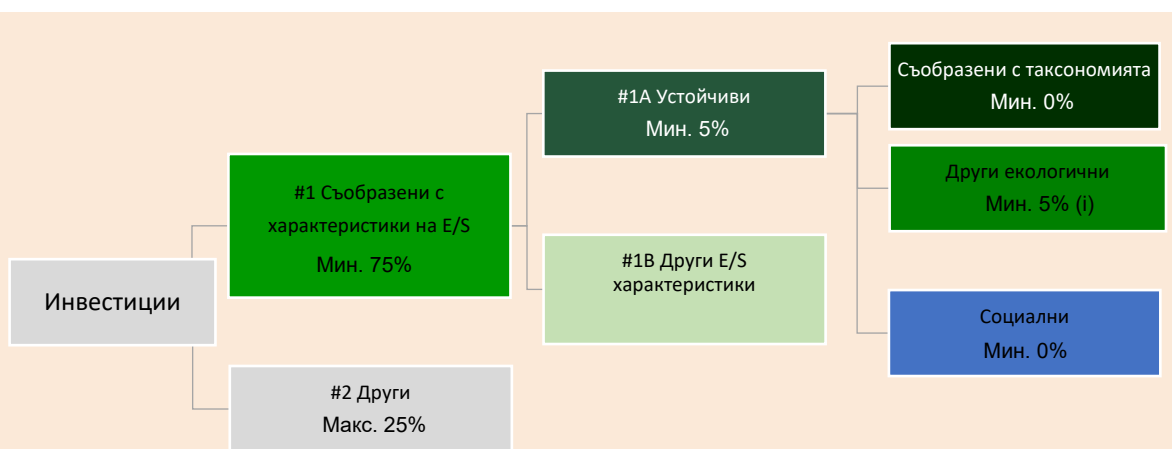 Инвестиции
#1 Съобразени с
характеристики на E/S
Мин. 75%
#2 Други
Макс. 25%
#1A Устойчиви
Мин. 5%
#1B Други E/S
характеристики
Съобразени с таксономията
Мин. 0%
Други екологични
Мин. 5% (i)
Социални
Мин. 0%